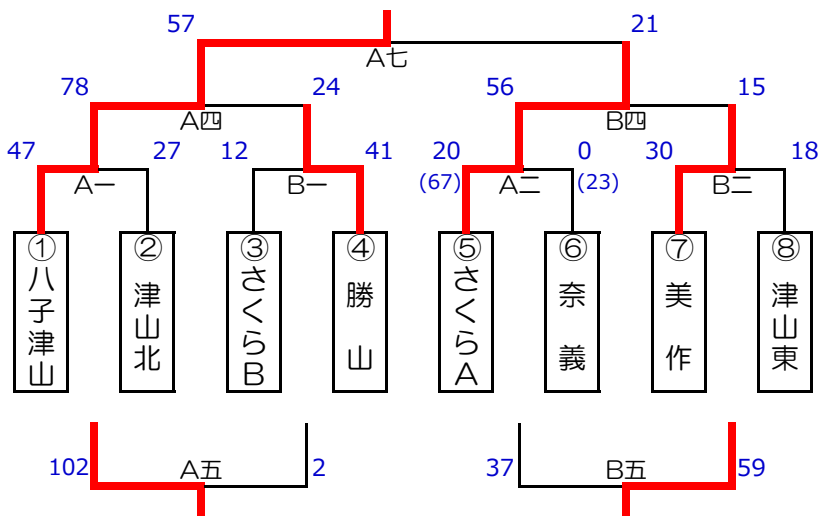 57 21
A七
78 24 56 15
A四 B四
47 27 12 41 20 0 30 18
(67) (23)
A一 B一 A二 B二
① 八子津山
② 津山北
③ さくらB
④ 勝山
⑤ さくらA
⑥ 奈義
⑦ 美作
⑧ 津山東
102 A五 2 37 B五 59